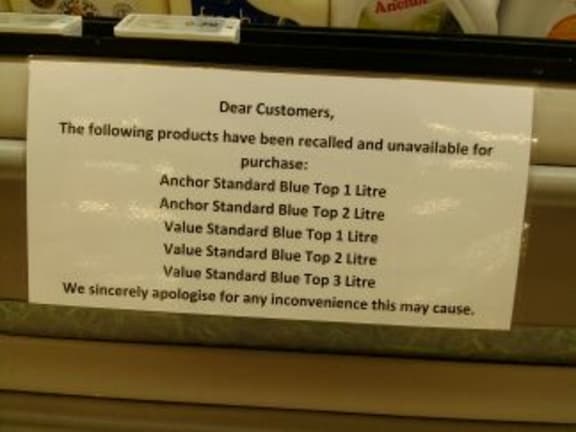 Anchor
Dear Customers,
The following products have been recalled and unavailable for
purchase:
Anchor Standard Blue Top 1 Litre
Anchor Standard Blue Top 2 Litre
Value Standard Blue Top 1 Litre
Value Standard Blue Top 2 Litre
Value Standard Blue Top 3 Litre
We sincerely apologise for any inconvenience this may cause.